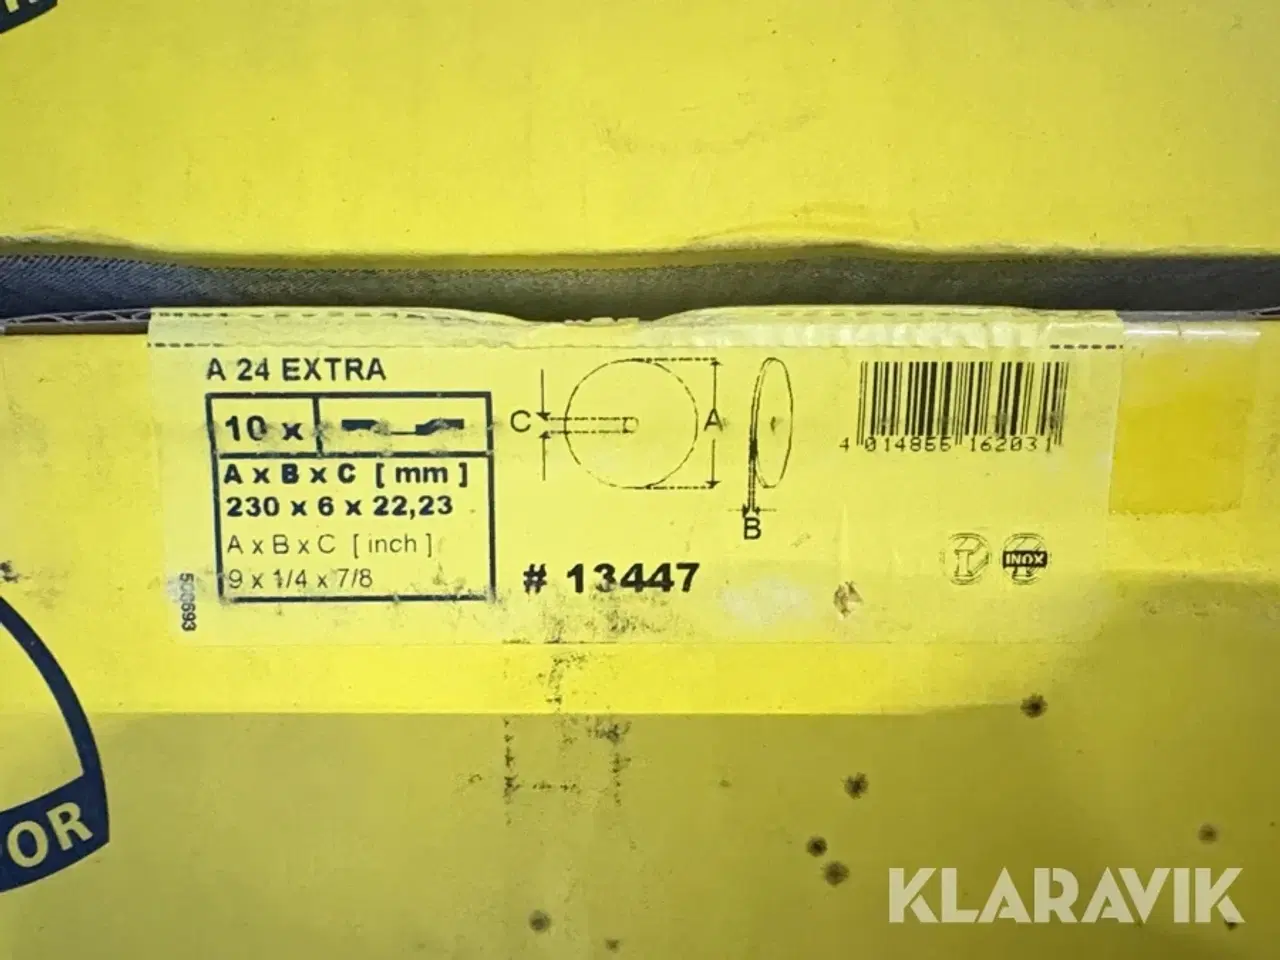 A 24 EXTRA
10 x
A x B x C [ mm ]
230 x 6 x 22,23
A x B x C [ inch ]
9 x 1/4 x 7/8
500693
C
A
B
# 13447
4 014855 162031
INOX
OR
KLARAVIK